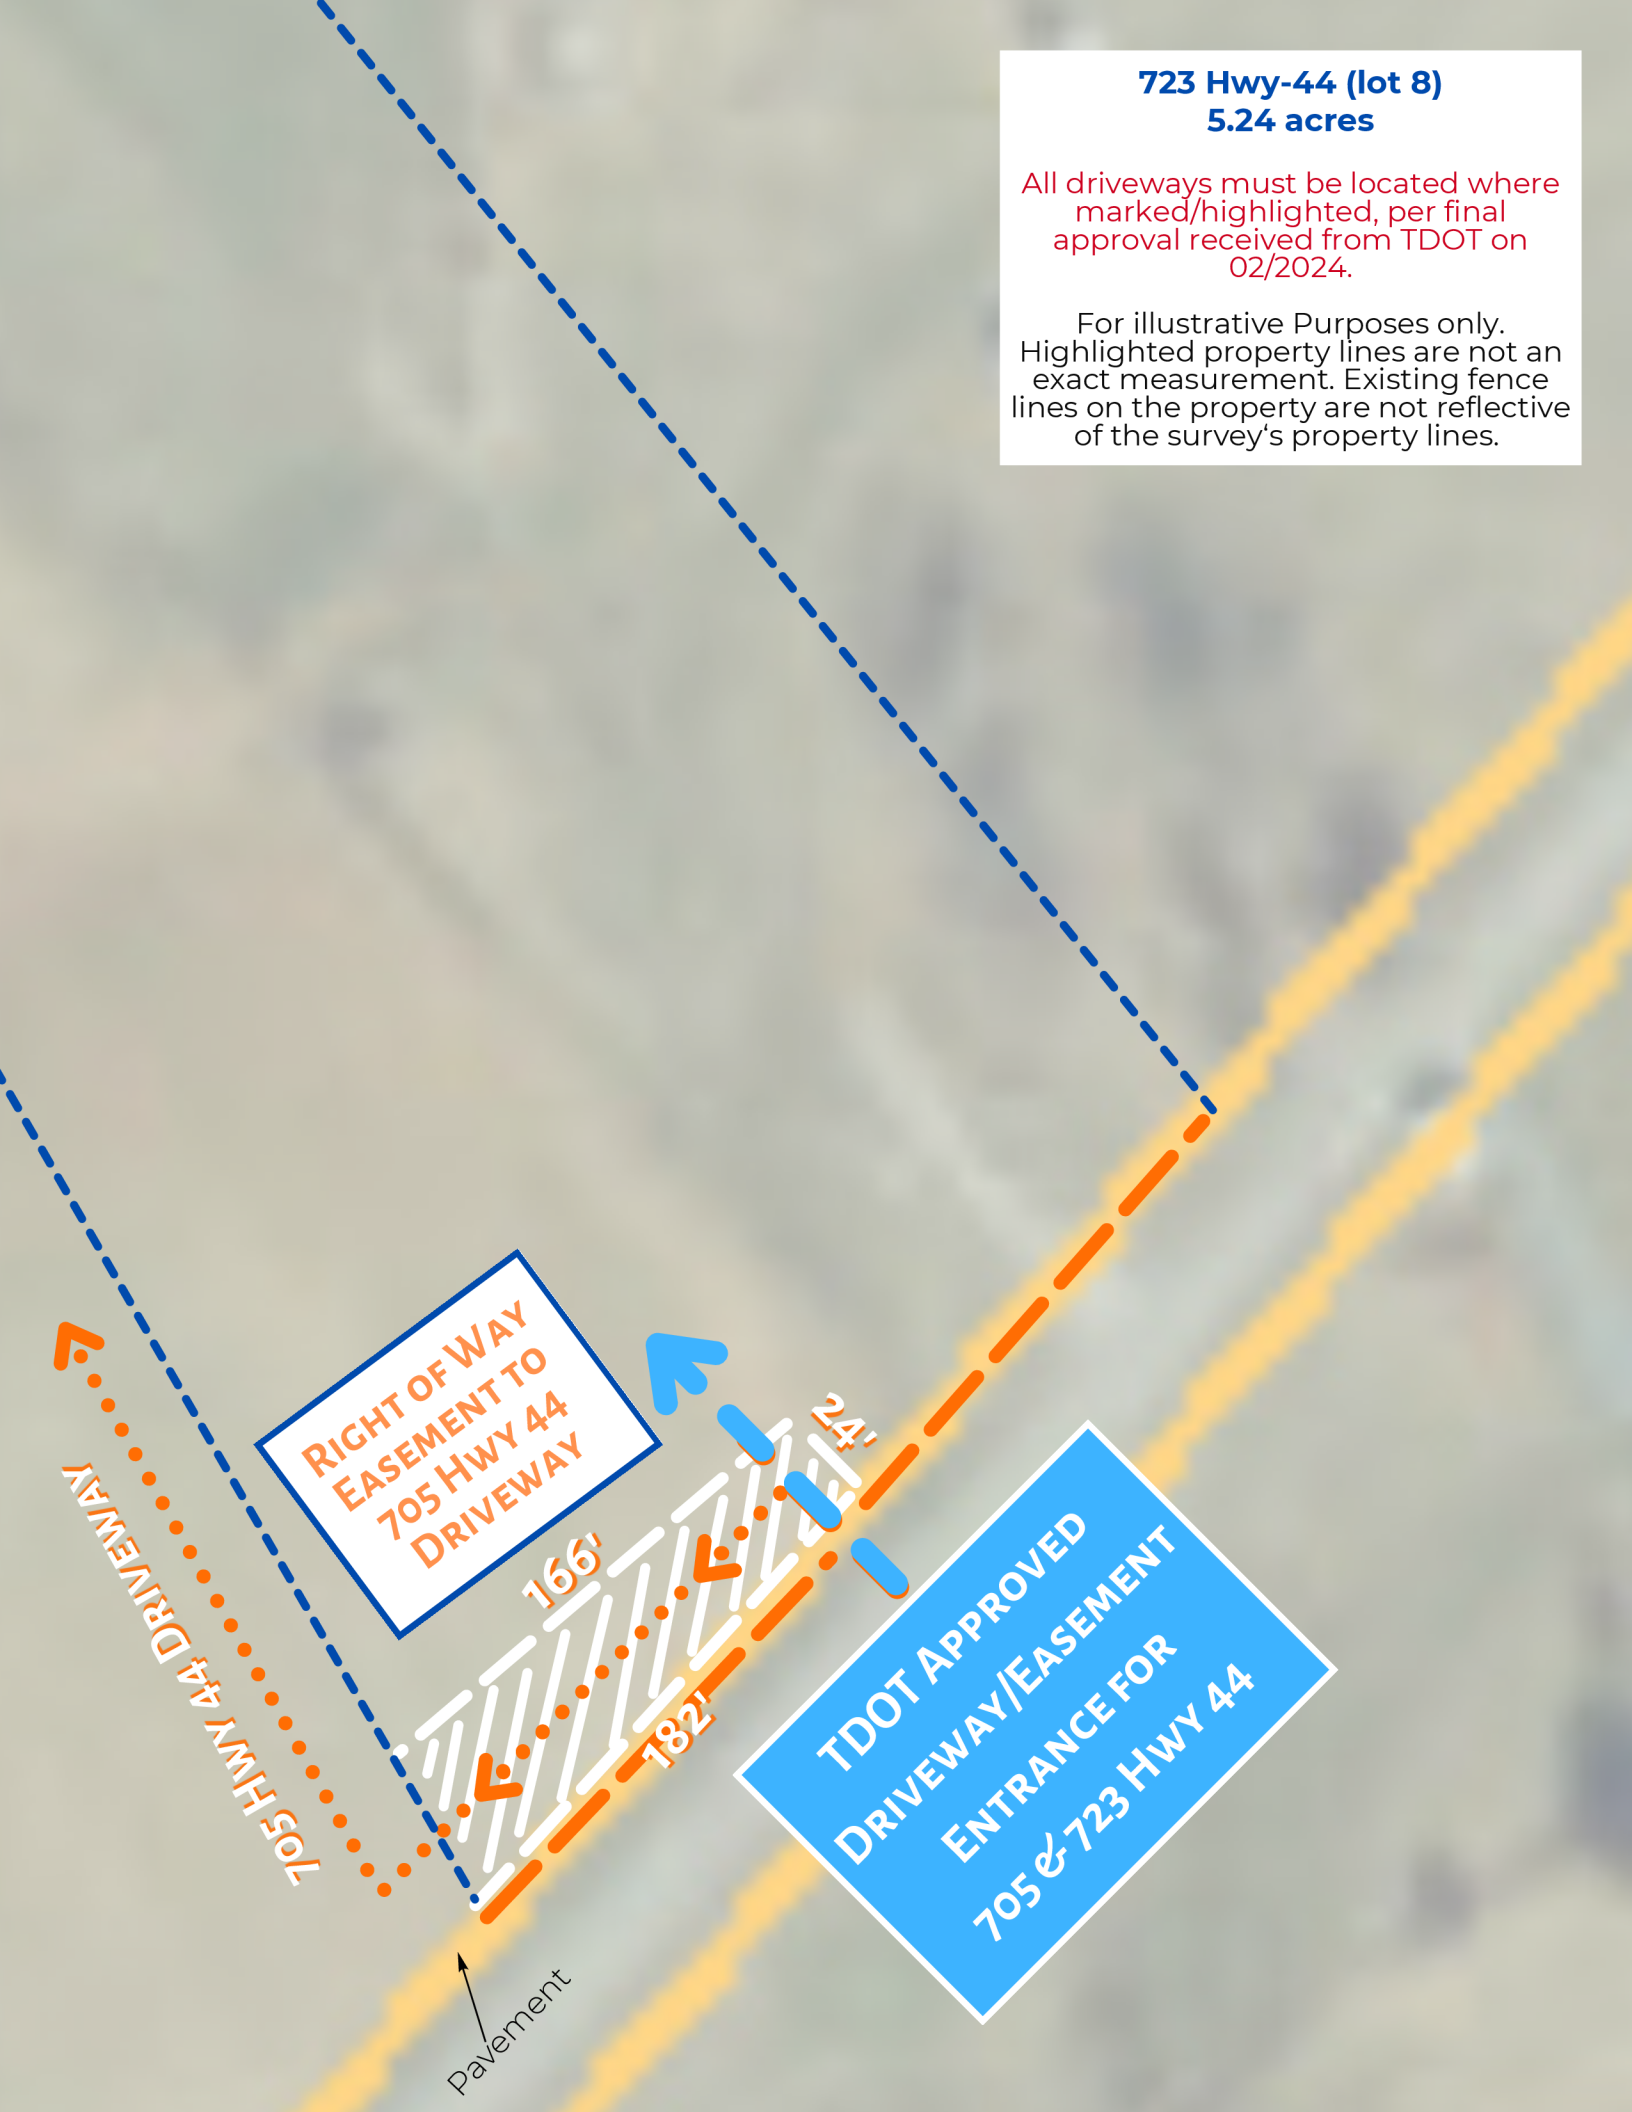 723 Hwy-44 (lot 8)
5.24 acres
All driveways must be located where
marked/highlighted, per final
approval received from TDOT on
02/2024.
For illustrative Purposes only.
Highlighted property lines are not an
exact measurement. Existing fence
lines on the property are not reflective
of the survey‘s property lines.
Right of Way
Easement to
705 Hwy 44
Driveway
24'
166'
182'
705 Hwy 44 Driveway
TDOT Approved
Driveway/Easement
Entrance for
705 & 723 Hwy 44
Pavement